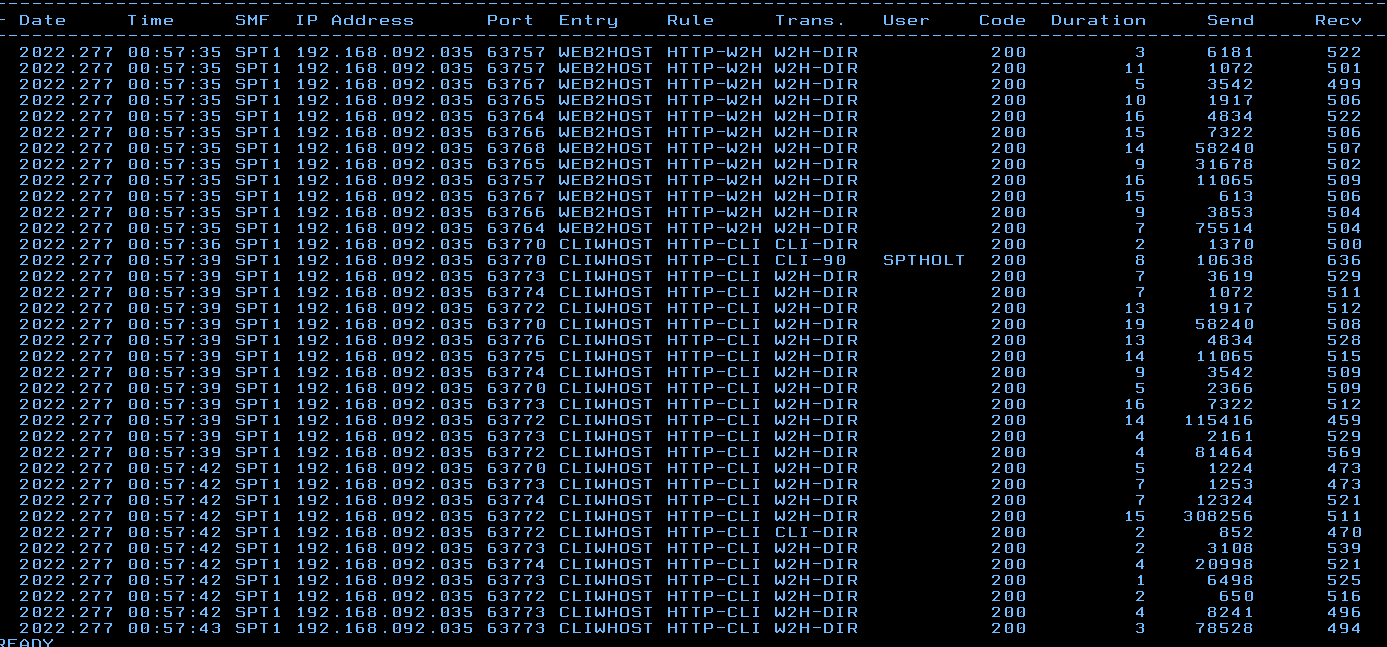 - Date Time SMF IP Address Port Entry Rule Trans. User Code Duration Send Recv
2022.277 00:57:35 SPT1 192.168.092.035 63757 WEB2HOST HTTP-W2H W2H-DIR 200 3 6181 522
2022.277 00:57:35 SPT1 192.168.092.035 63757 WEB2HOST HTTP-W2H W2H-DIR 200 11 1072 501
2022.277 00:57:35 SPT1 192.168.092.035 63767 WEB2HOST HTTP-W2H W2H-DIR 200 5 3542 499
2022.277 00:57:35 SPT1 192.168.092.035 63765 WEB2HOST HTTP-W2H W2H-DIR 200 10 1917 506
2022.277 00:57:35 SPT1 192.168.092.035 63764 WEB2HOST HTTP-W2H W2H-DIR 200 16 4834 522
2022.277 00:57:35 SPT1 192.168.092.035 63766 WEB2HOST HTTP-W2H W2H-DIR 200 15 7322 506
2022.277 00:57:35 SPT1 192.168.092.035 63768 WEB2HOST HTTP-W2H W2H-DIR 200 14 58240 507
2022.277 00:57:35 SPT1 192.168.092.035 63765 WEB2HOST HTTP-W2H W2H-DIR 200 9 31678 502
2022.277 00:57:35 SPT1 192.168.092.035 63757 WEB2HOST HTTP-W2H W2H-DIR 200 16 11065 509
2022.277 00:57:35 SPT1 192.168.092.035 63767 WEB2HOST HTTP-W2H W2H-DIR 200 15 613 506
2022.277 00:57:35 SPT1 192.168.092.035 63766 WEB2HOST HTTP-W2H W2H-DIR 200 9 3853 504
2022.277 00:57:35 SPT1 192.168.092.035 63764 WEB2HOST HTTP-W2H W2H-DIR 200 7 75514 504
2022.277 00:57:36 SPT1 192.168.092.035 63770 CLIWHOST HTTP-CLI CLI-DIR 200 2 1370 500
2022.277 00:57:39 SPT1 192.168.092.035 63770 CLIWHOST HTTP-CLI CLI-90 SPTHOLT 200 8 10638 636
2022.277 00:57:39 SPT1 192.168.092.035 63773 CLIWHOST HTTP-CLI W2H-DIR 200 7 3619 529
2022.277 00:57:39 SPT1 192.168.092.035 63774 CLIWHOST HTTP-CLI W2H-DIR 200 7 1072 511
2022.277 00:57:39 SPT1 192.168.092.035 63772 CLIWHOST HTTP-CLI W2H-DIR 200 13 1917 512
2022.277 00:57:39 SPT1 192.168.092.035 63770 CLIWHOST HTTP-CLI W2H-DIR 200 19 58240 508
2022.277 00:57:39 SPT1 192.168.092.035 63776 CLIWHOST HTTP-CLI W2H-DIR 200 13 4834 528
2022.277 00:57:39 SPT1 192.168.092.035 63775 CLIWHOST HTTP-CLI W2H-DIR 200 14 11065 515
2022.277 00:57:39 SPT1 192.168.092.035 63774 CLIWHOST HTTP-CLI W2H-DIR 200 9 3542 509
2022.277 00:57:39 SPT1 192.168.092.035 63770 CLIWHOST HTTP-CLI W2H-DIR 200 5 2366 509
2022.277 00:57:39 SPT1 192.168.092.035 63773 CLIWHOST HTTP-CLI W2H-DIR 200 16 7322 512
2022.277 00:57:39 SPT1 192.168.092.035 63772 CLIWHOST HTTP-CLI W2H-DIR 200 14 115416 459
2022.277 00:57:39 SPT1 192.168.092.035 63773 CLIWHOST HTTP-CLI W2H-DIR 200 4 2161 529
2022.277 00:57:39 SPT1 192.168.092.035 63772 CLIWHOST HTTP-CLI W2H-DIR 200 4 81464 569
2022.277 00:57:42 SPT1 192.168.092.035 63770 CLIWHOST HTTP-CLI W2H-DIR 200 5 1224 473
2022.277 00:57:42 SPT1 192.168.092.035 63773 CLIWHOST HTTP-CLI W2H-DIR 200 7 1253 473
2022.277 00:57:42 SPT1 192.168.092.035 63774 CLIWHOST HTTP-CLI W2H-DIR 200 7 12324 521
2022.277 00:57:42 SPT1 192.168.092.035 63772 CLIWHOST HTTP-CLI W2H-DIR 200 15 308256 511
2022.277 00:57:42 SPT1 192.168.092.035 63772 CLIWHOST HTTP-CLI CLI-DIR 200 2 852 470
2022.277 00:57:42 SPT1 192.168.092.035 63773 CLIWHOST HTTP-CLI W2H-DIR 200 2 3108 539
2022.277 00:57:42 SPT1 192.168.092.035 63774 CLIWHOST HTTP-CLI W2H-DIR 200 4 20998 521
2022.277 00:57:42 SPT1 192.168.092.035 63773 CLIWHOST HTTP-CLI W2H-DIR 200 1 6498 525
2022.277 00:57:42 SPT1 192.168.092.035 63772 CLIWHOST HTTP-CLI W2H-DIR 200 2 650 516
2022.277 00:57:42 SPT1 192.168.092.035 63773 CLIWHOST HTTP-CLI W2H-DIR 200 4 8241 496
2022.277 00:57:43 SPT1 192.168.092.035 63773 CLIWHOST HTTP-CLI W2H-DIR 200 3 78528 494
READY